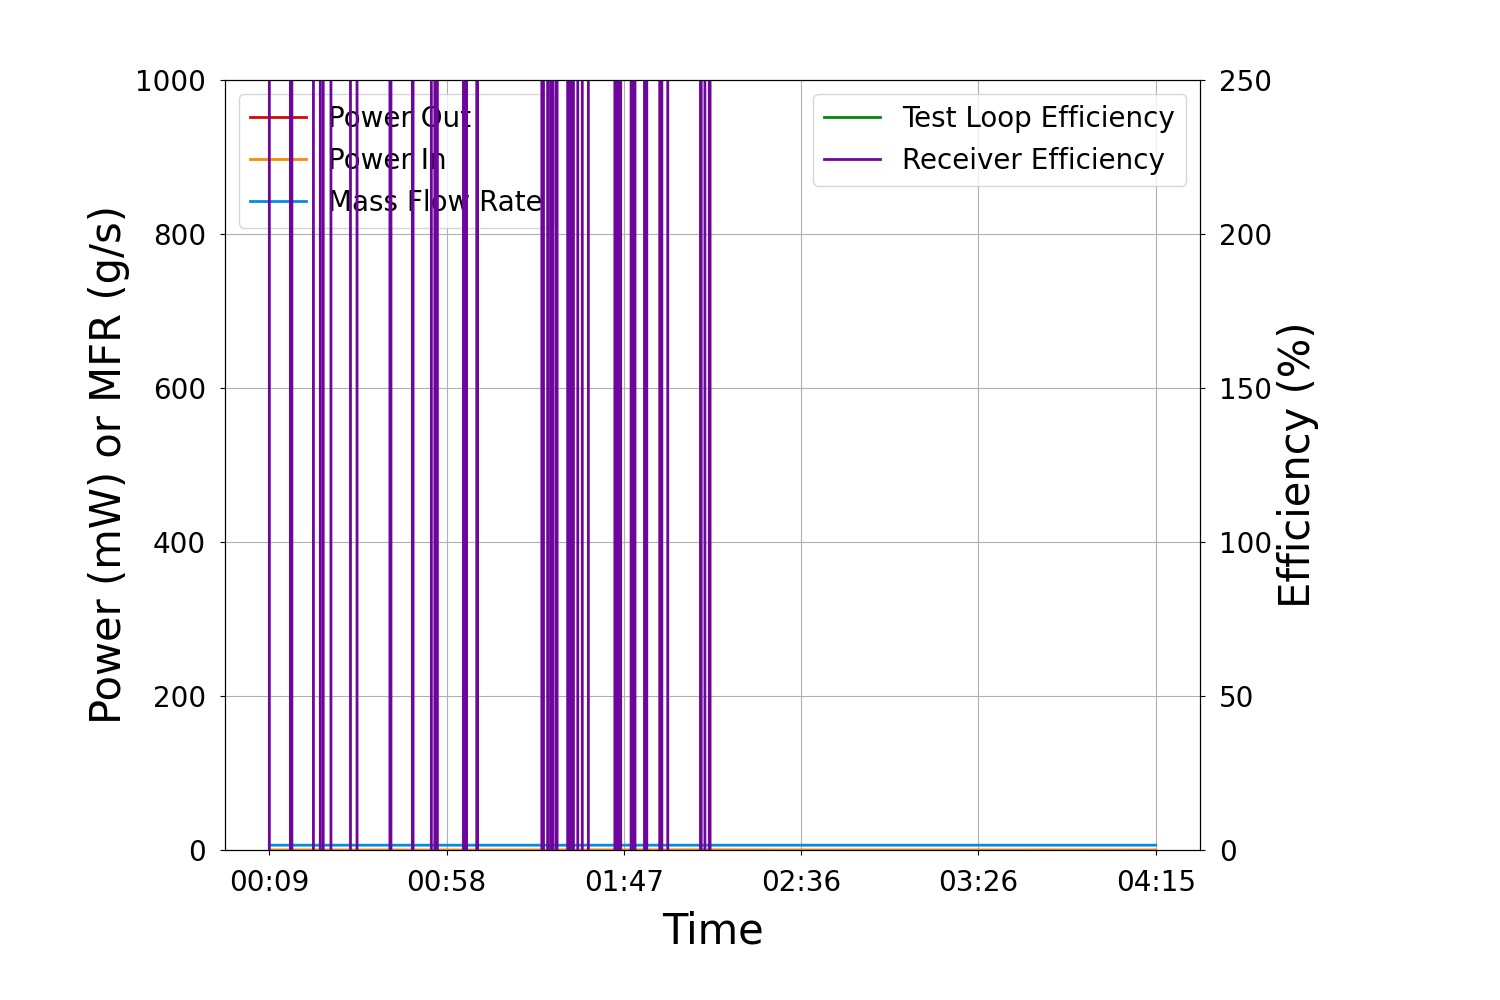 Power (mW) or MFR (g/s)
1000
800
600
400
200
0
Power Out
Power In
Mass Flow Rate
Test Loop Efficiency
Receiver Efficiency
250
200
150
100
50
0
Efficiency (%)
00:09 00:58 01:47 02:36 03:26 04:15
Time